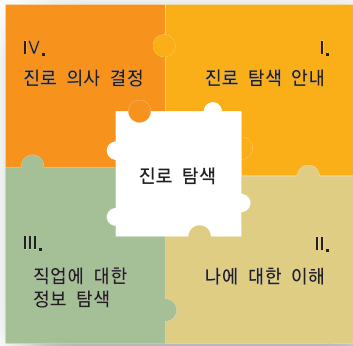 IV.
진로 의사 결정
I.
진로 탐색 안내
진로 탐색
III.
직업에 대한
정보 탐색
II.
나에 대한 이해